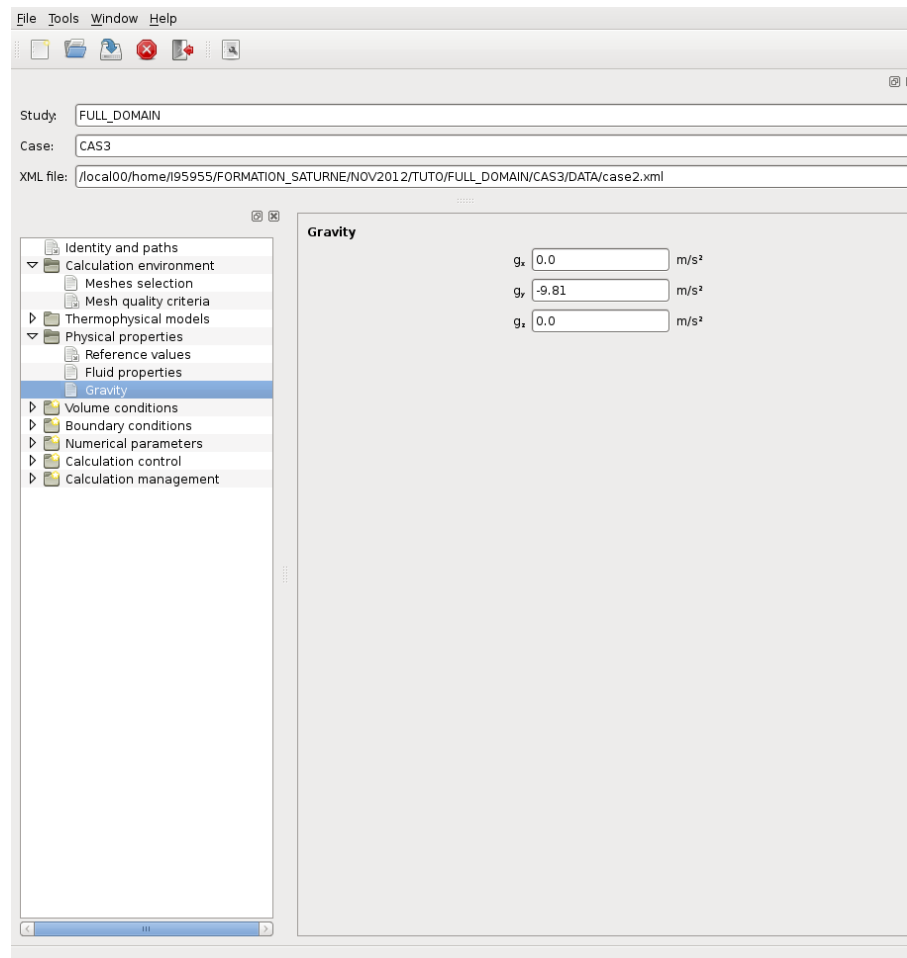 File Tools Window Help
Study: FULL_DOMAIN
Case: CAS3
XML file: /local00/home/I95955/FORMATION_SATURNE/NOV2012/TUTO/FULL_DOMAIN/CAS3/DATA/case2.xml
Identity and paths
Calculation environment
Meshes selection
Mesh quality criteria
Thermophysical models
Physical properties
Reference values
Fluid properties
Gravity
Volume conditions
Boundary conditions
Numerical parameters
Calculation control
Calculation management
Gravity
gₓ 0.0 m/s²
gᵧ -9.81 m/s²
g𝓏 0.0 m/s²